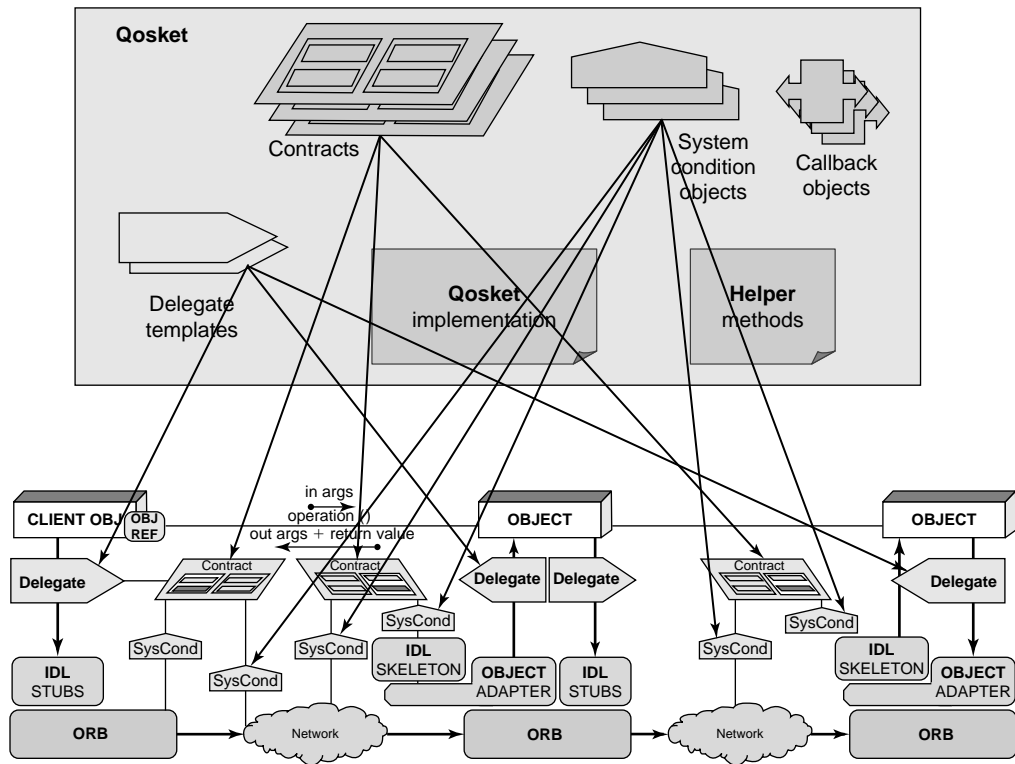 Qosket
Contracts
System
condition
objects
Callback
objects
Delegate
templates
Qosket
implementation
Helper
methods
CLIENT OBJ
OBJ
REF
in args
operation ()
out args + return value
OBJECT
OBJECT
Delegate
Contract
Contract
Delegate
Delegate
Contract
Delegate
SysCond
SysCond
SysCond
SysCond
SysCond
SysCond
IDL
STUBS
IDL
SKELETON
OBJECT
ADAPTER
IDL
STUBS
IDL
SKELETON
OBJECT
ADAPTER
ORB
Network
ORB
Network
ORB